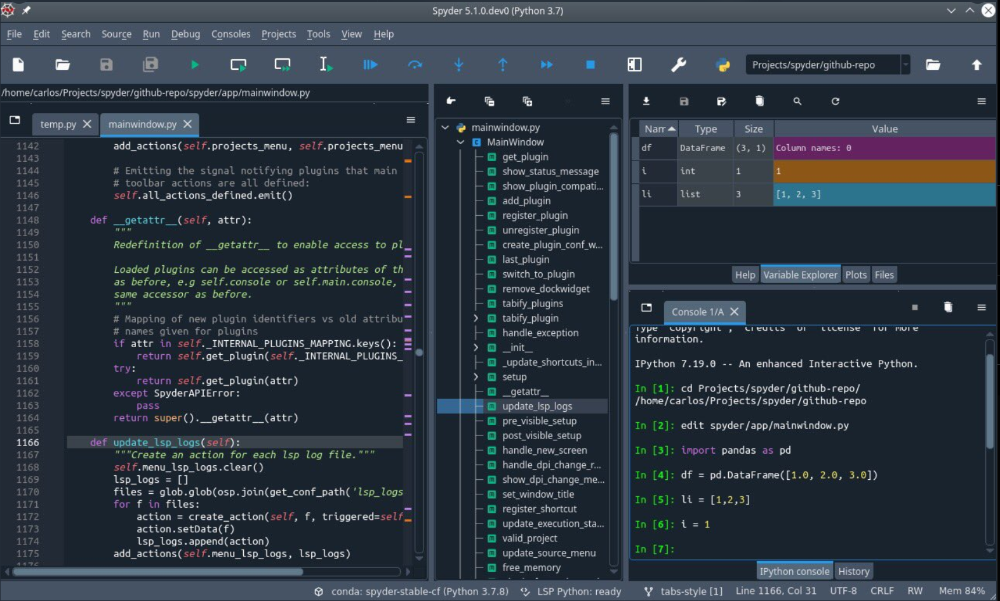 Spyder 5.1.0.dev0 (Python 3.7)
File Edit Search Source Run Debug Consoles Projects Tools View Help
Projects/spyder/github-repo
/home/carlos/Projects/spyder/github-repo/spyder/app/mainwindow.py
temp.py
mainwindow.py
1142 add_actions(self.projects_menu, self.projects_menu
1143
1144 # Emitting the signal notifying plugins that main
1145 # toolbar actions are all defined:
1146 self.all_actions_defined.emit()
1147
1148 def __getattr__(self, attr):
1149 """
1150 Redefinition of __getattr__ to enable access to pl
1151
1152 Loaded plugins can be accessed as attributes of th
1153 as before, e.g self.console or self.main.console,
1154 same accessor as before.
1155 """
1156 # Mapping of new plugin identifiers vs old attribu
1157 # names given for plugins
1158 if attr in self._INTERNAL_PLUGINS_MAPPING.keys():
1159 return self.get_plugin(self._INTERNAL_PLUGINS_
1160 try:
1161 return self.get_plugin(attr)
1162 except SpyderAPIError:
1163 pass
1164 return super().__getattr__(attr)
1165
1166 def update_lsp_logs(self):
1167 """Create an action for each lsp log file."""
1168 self.menu_lsp_logs.clear()
1169 lsp_logs = []
1170 files = glob.glob(osp.join(get_conf_path('lsp_logs
1171 for f in files:
1172 action = create_action(self, f, triggered=self
1173 action.setData(f)
1174 lsp_logs.append(action)
1175 add_actions(self.menu_lsp_logs, lsp_logs)
1176
mainwindow.py
MainWindow
get_plugin
show_status_message
show_plugin_compati...
add_plugin
register_plugin
unregister_plugin
create_plugin_conf_w...
last_plugin
switch_to_plugin
remove_dockwidget
tabify_plugins
tabify_plugin
handle_exception
__init__
_update_shortcuts_in...
setup
__getattr__
update_lsp_logs
pre_visible_setup
post_visible_setup
handle_new_screen
handle_dpi_change_r...
show_dpi_change_me...
set_window_title
register_shortcut
update_execution_sta...
valid_project
update_source_menu
free_memory
Nar Type Size Value
df DataFrame (3, 1) Column names: 0
i int 1 1
li list 3 [1, 2, 3]
Help Variable Explorer Plots Files
Console 1/A
Type "copyright", "credits" or "license" for more
information.
IPython 7.19.0 -- An enhanced Interactive Python.
In [1]: cd Projects/spyder/github-repo/
/home/carlos/Projects/spyder/github-repo
In [2]: edit spyder/app/mainwindow.py
In [3]: import pandas as pd
In [4]: df = pd.DataFrame([1.0, 2.0, 3.0])
In [5]: li = [1,2,3]
In [6]: i = 1
In [7]:
IPython console History
conda: spyder-stable-cf (Python 3.7.8) LSP Python: ready tabs-style [1] Line 1166, Col 31 UTF-8 CRLF RW Mem 84%